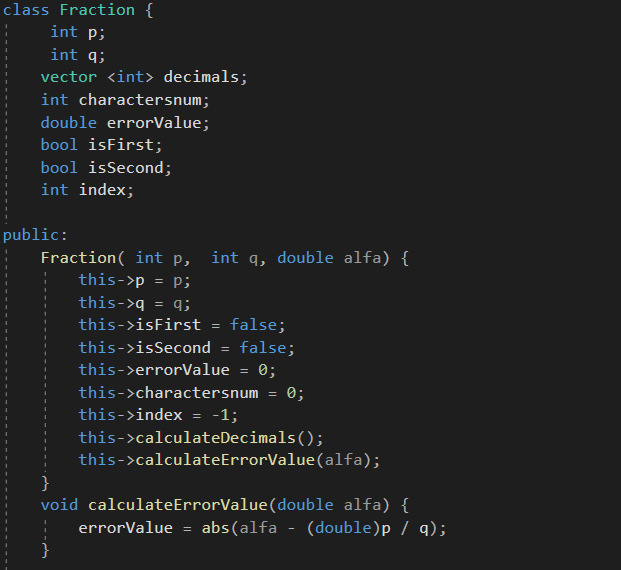 class Fraction {
int p;
int q;
vector <int> decimals;
int charactersnum;
double errorValue;
bool isFirst;
bool isSecond;
int index;
public:
Fraction( int p,  int q, double alfa) {
this->p = p;
this->q = q;
this->isFirst = false;
this->isSecond = false;
this->errorValue = 0;
this->charactersnum = 0;
this->index = -1;
this->calculateDecimals();
this->calculateErrorValue(alfa);
}
void calculateErrorValue(double alfa) {
errorValue = abs(alfa - (double)p / q);
}